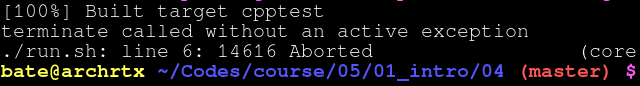 [100%] Built target cpptest
terminate called without an active exception
./run.sh: line 6: 14616 Aborted                 (core
bate@archrtx ~/Codes/course/05/01_intro/04 (master) $